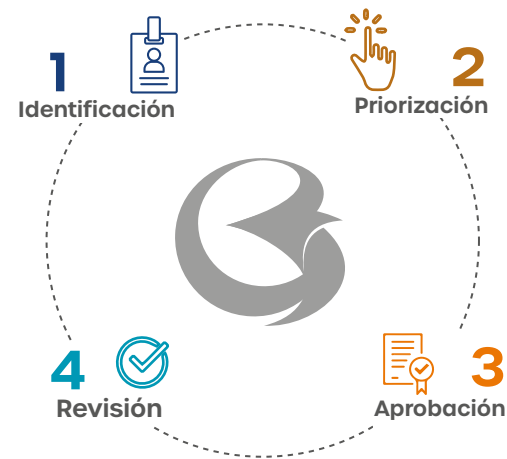 1
Identificación
2
Priorización
3
Aprobación
4
Revisión